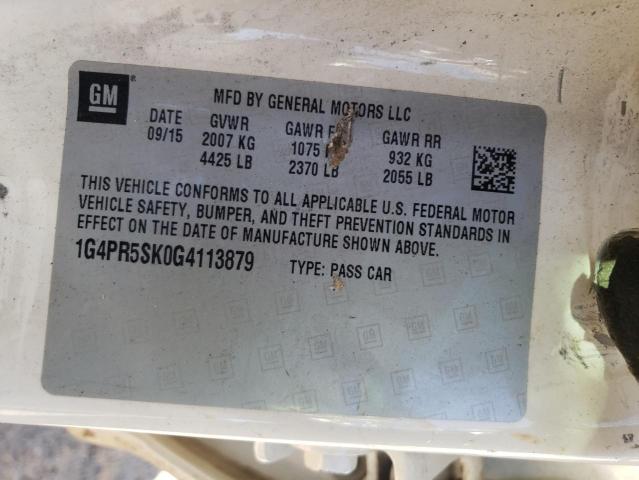 GM
MFD BY GENERAL MOTORS LLC
DATE GVWR GAWR GAWR RR
09/15 2007 KG 1075 932 KG
4425 LB 2370 LB 2055 LB
THIS VEHICLE CONFORMS TO ALL APPLICABLE U.S. FEDERAL MOTOR
VEHICLE SAFETY, BUMPER, AND THEFT PREVENTION STANDARDS IN
EFFECT ON THE DATE OF MANUFACTURE SHOWN ABOVE.
1G4PR5SK0G4113879 TYPE: PASS CAR